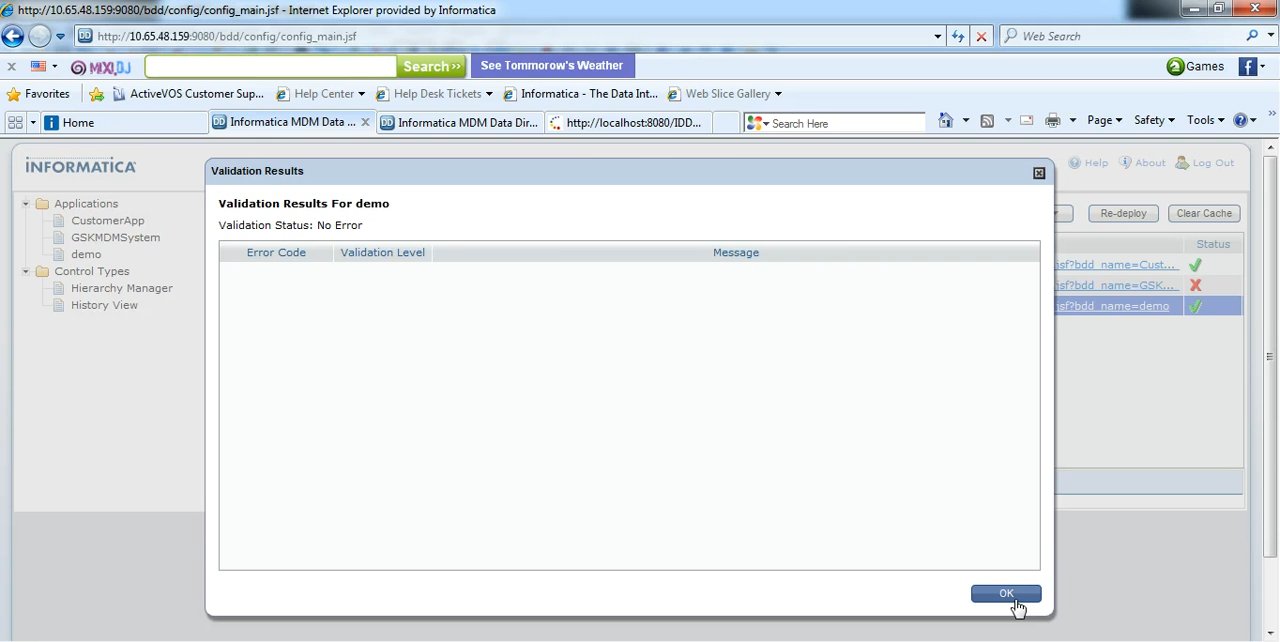 http://10.65.48.159:9080/bdd/config/config_main.jsf - Internet Explorer provided by Informatica
http://10.65.48.159:9080/bdd/config/config_main.jsf
Web Search
MIXI.DJ
Search>>
See Tommorow's Weather
Games
Favorites
ActiveVOS Customer Sup...
Help Center
Help Desk Tickets
Informatica - The Data Int...
Web Slice Gallery
Home
Informatica MDM Data ...
Informatica MDM Data Dir...
http://localhost:8080/IDD...
Search Here
Page
Safety
Tools
INFORMATICA
Help
About
Log Out
Validation Results
Validation Results For demo
Validation Status: No Error
Error Code
Validation Level
Message
OK
Applications
CustomerApp
GSKMDMSystem
demo
Control Types
Hierarchy Manager
History View
Re-deploy
Clear Cache
Status
jsf?bdd_name=Cust...
jsf?bdd_name=GSK...
jsf?bdd_name=demo